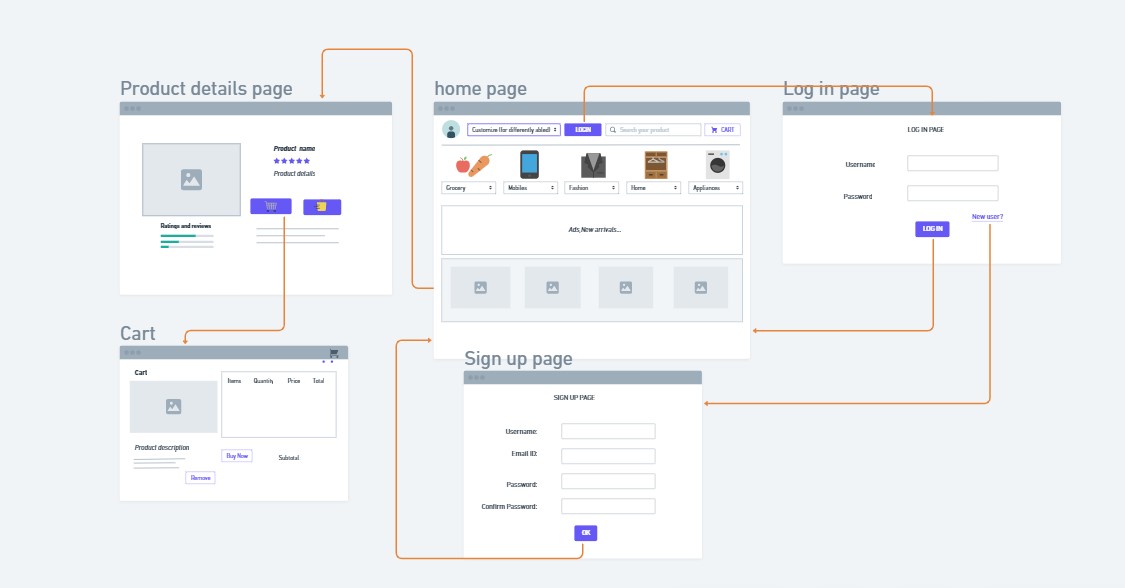 Product details page
Product name
Product details
Ratings and reviews
home page
Customize (for differently abled)
LOGIN
Search your product
CART
Grocery
Mobiles
Fashion
Home
Appliances
Ads,New arrivals...
Log in page
LOG IN PAGE
Username
Password
New user?
LOG IN
Cart
Cart
Items Quantity Price Total
Product description
Buy Now
Subtotal
Remove
Sign up page
SIGN UP PAGE
Username:
Email ID:
Password:
Confirm Password:
OK